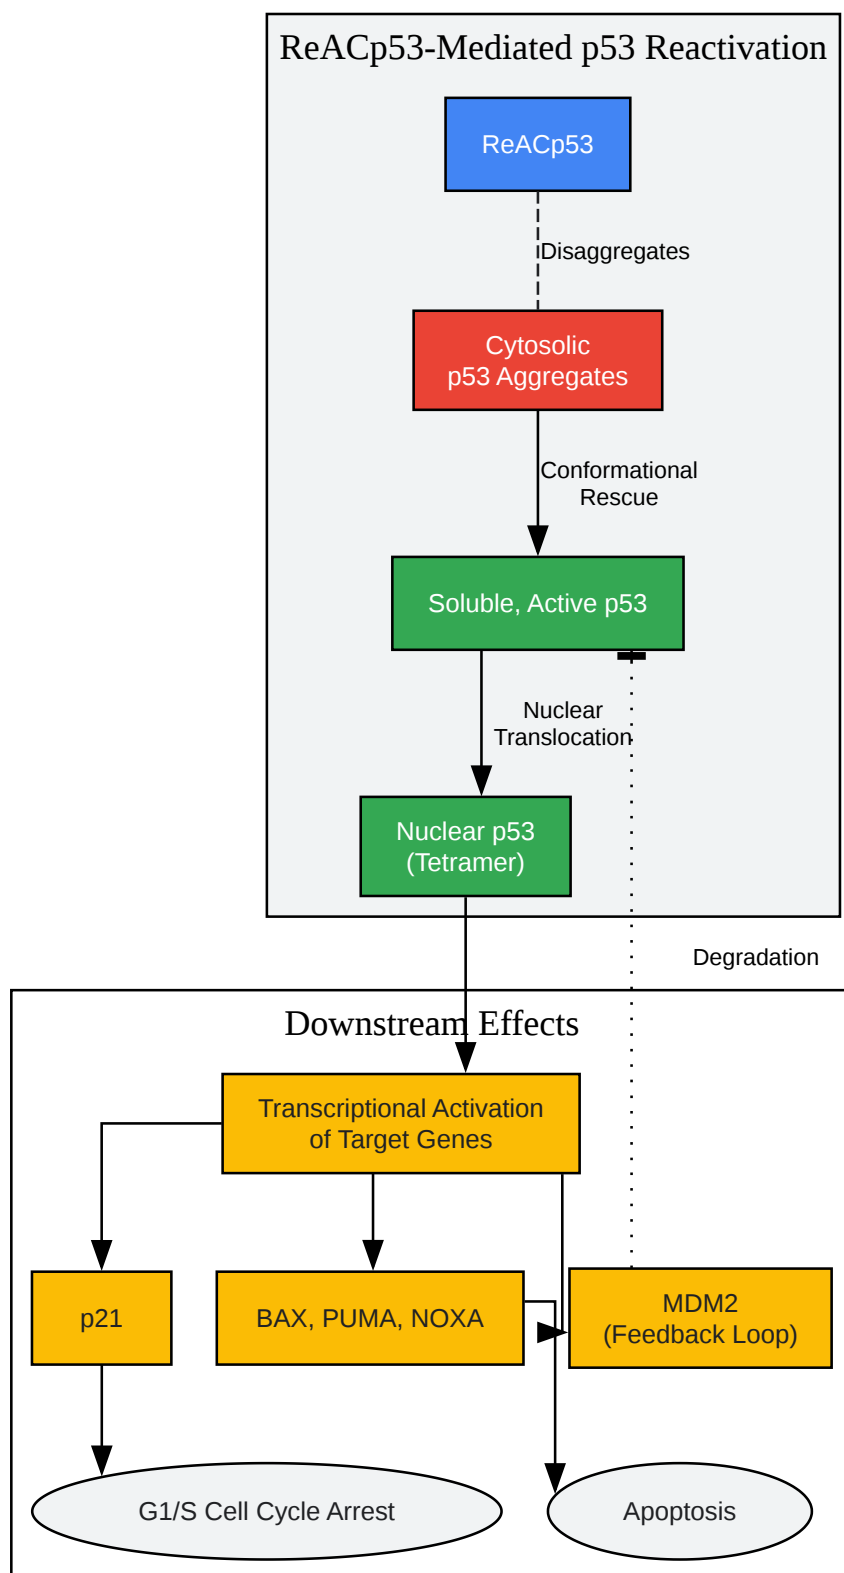 ReACp53-Mediated p53 Reactivation
ReACp53
Disaggregates
Cytosolic
p53 Aggregates
Conformational
Rescue
Soluble, Active p53
Nuclear
Translocation
Nuclear p53
(Tetramer)
Degradation
Downstream Effects
Transcriptional Activation
of Target Genes
p21
BAX, PUMA, NOXA
MDM2
(Feedback Loop)
G1/S Cell Cycle Arrest
Apoptosis